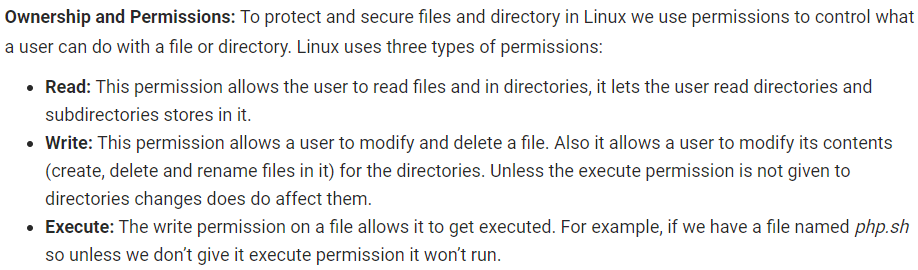 Ownership and Permissions: To protect and secure files and directory in Linux we use permissions to control what
a user can do with a file or directory. Linux uses three types of permissions:
• Read: This permission allows the user to read files and in directories, it lets the user read directories and
subdirectories stores in it.
• Write: This permission allows a user to modify and delete a file. Also it allows a user to modify its contents
(create, delete and rename files in it) for the directories. Unless the execute permission is not given to
directories changes does do affect them.
• Execute: The write permission on a file allows it to get executed. For example, if we have a file named php.sh
so unless we don’t give it execute permission it won’t run.